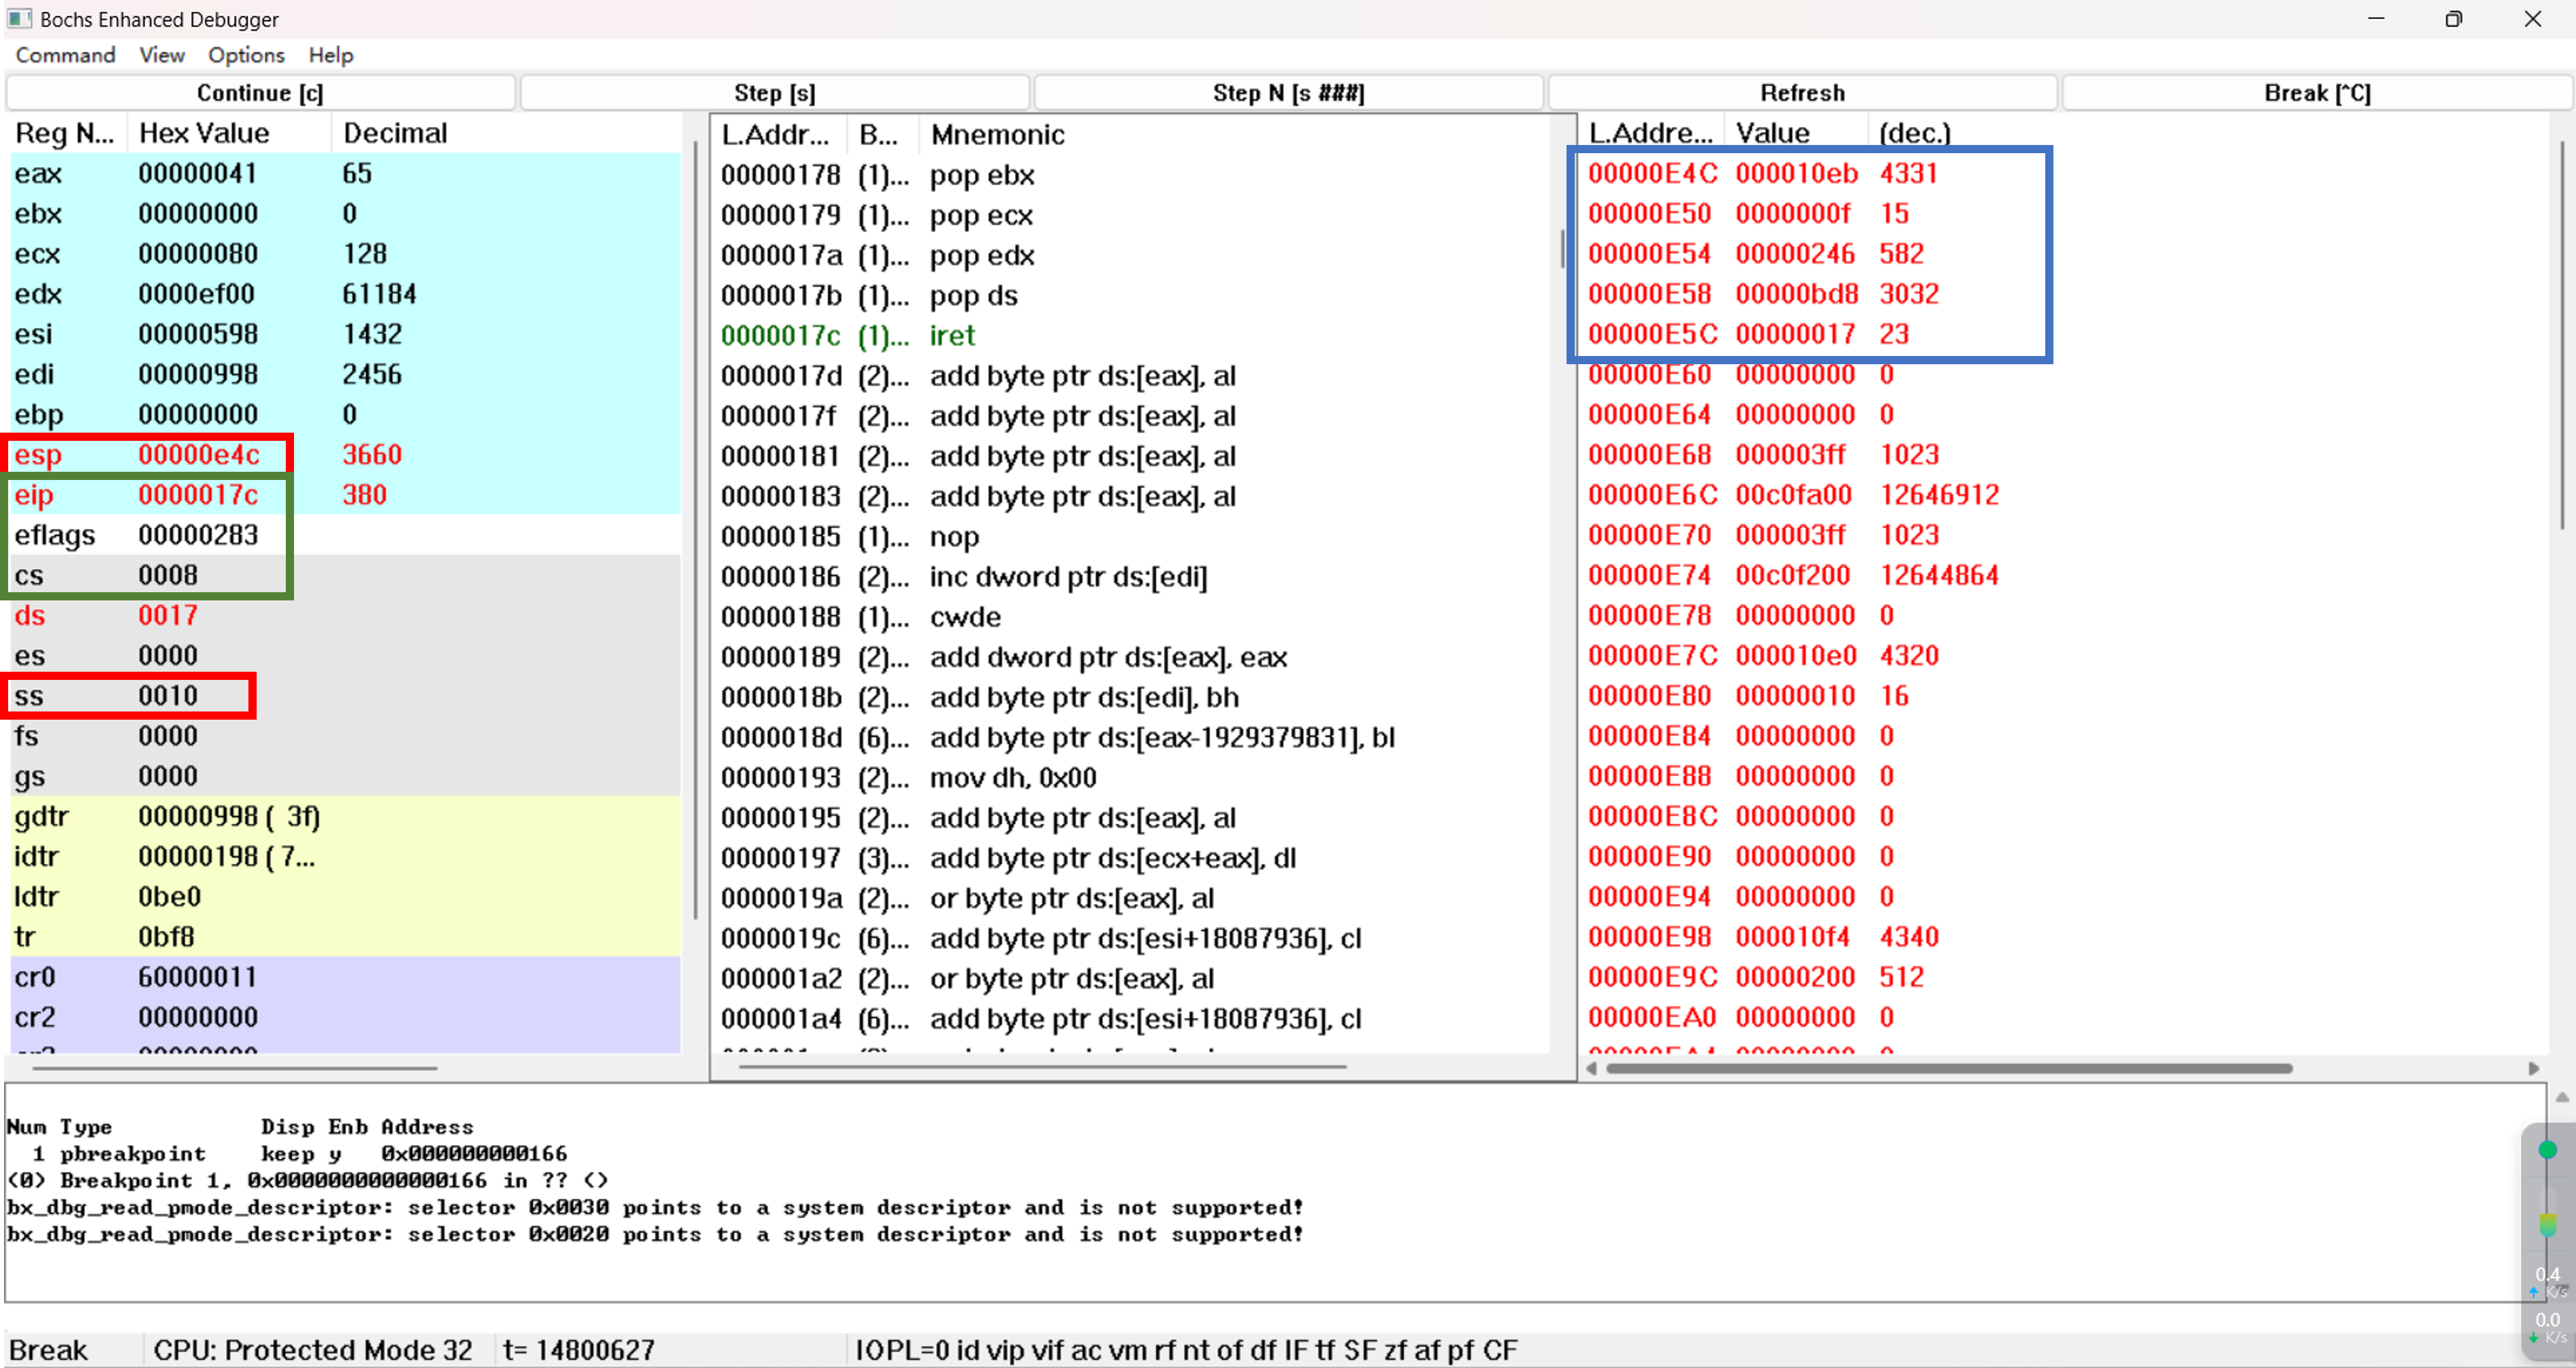 Bochs Enhanced Debugger
Command View Options Help
Continue [c] Step [s] Step N [s ###] Refresh Break [^C]
Reg N... Hex Value Decimal
eax 00000041 65
ebx 00000000 0
ecx 00000080 128
edx 0000ef00 61184
esi 00000598 1432
edi 00000998 2456
ebp 00000000 0
esp 00000e4c 3660
eip 0000017c 380
eflags 00000283
cs 0008
ds 0017
es 0000
ss 0010
fs 0000
gs 0000
gdtr 00000998 ( 3f)
idtr 00000198 ( 7...
ldtr 0be0
tr 0bf8
cr0 60000011
cr2 00000000
L.Addr... B... Mnemonic
00000178 (1)... pop ebx
00000179 (1)... pop ecx
0000017a (1)... pop edx
0000017b (1)... pop ds
0000017c (1)... iret
0000017d (2)... add byte ptr ds:[eax], al
0000017f (2)... add byte ptr ds:[eax], al
00000181 (2)... add byte ptr ds:[eax], al
00000183 (2)... add byte ptr ds:[eax], al
00000185 (1)... nop
00000186 (2)... inc dword ptr ds:[edi]
00000188 (1)... cwde
00000189 (2)... add dword ptr ds:[eax], eax
0000018b (2)... add byte ptr ds:[edi], bh
0000018d (6)... add byte ptr ds:[eax-1929379831], bl
00000193 (2)... mov dh, 0x00
00000195 (2)... add byte ptr ds:[eax], al
00000197 (3)... add byte ptr ds:[ecx+eax], dl
0000019a (2)... or byte ptr ds:[eax], al
0000019c (6)... add byte ptr ds:[esi+18087936], cl
000001a2 (2)... or byte ptr ds:[eax], al
000001a4 (6)... add byte ptr ds:[esi+18087936], cl
L.Addre... Value (dec.)
00000E4C 000010eb 4331
00000E50 0000000f 15
00000E54 00000246 582
00000E58 00000bd8 3032
00000E5C 00000017 23
00000E60 00000000 0
00000E64 00000000 0
00000E68 000003ff 1023
00000E6C 00c0fa00 12646912
00000E70 000003ff 1023
00000E74 00c0f200 12644864
00000E78 00000000 0
00000E7C 000010e0 4320
00000E80 00000010 16
00000E84 00000000 0
00000E88 00000000 0
00000E8C 00000000 0
00000E90 00000000 0
00000E94 00000000 0
00000E98 000010f4 4340
00000E9C 00000200 512
00000EA0 00000000 0
Num Type Disp Enb Address
1 pbreakpoint keep y 0x000000000166
(0) Breakpoint 1, 0x0000000000000166 in ?? ()
bx_dbg_read_pmode_descriptor: selector 0x0030 points to a system descriptor and is not supported!
bx_dbg_read_pmode_descriptor: selector 0x0020 points to a system descriptor and is not supported!
0.4
K/s
0.0
K/s
Break CPU: Protected Mode 32 t= 14800627 IOPL=0 id vip vif ac vm rf nt of df IF tf SF zf af pf CF